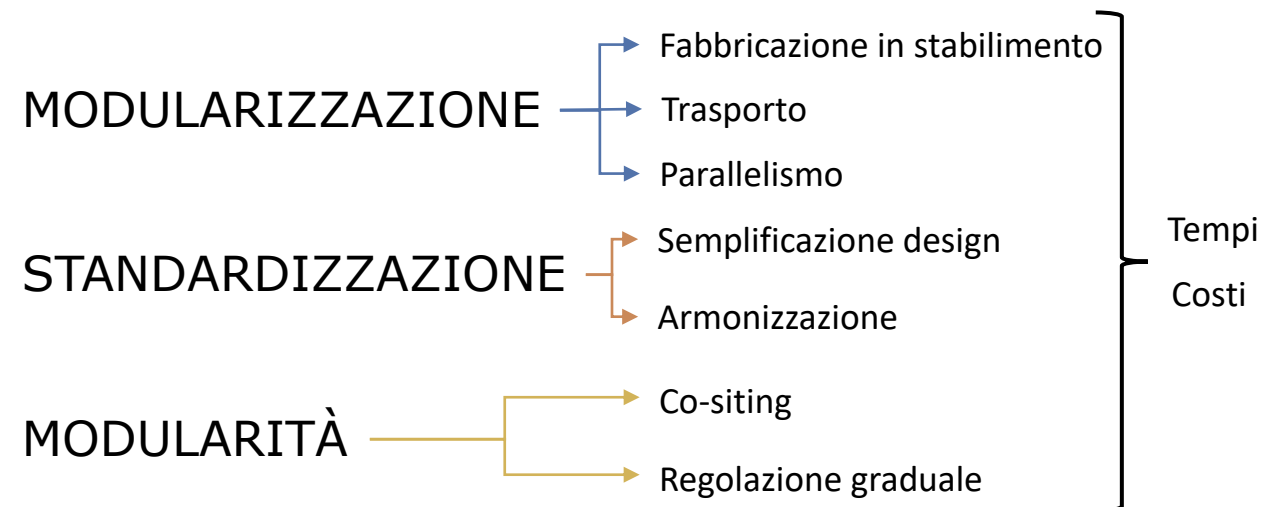 MODULARIZZAZIONE
Fabbricazione in stabilimento
Trasporto
Parallelismo
STANDARDIZZAZIONE
Semplificazione design
Armonizzazione
MODULARITÀ
Co-siting
Regolazione graduale
Tempi
Costi